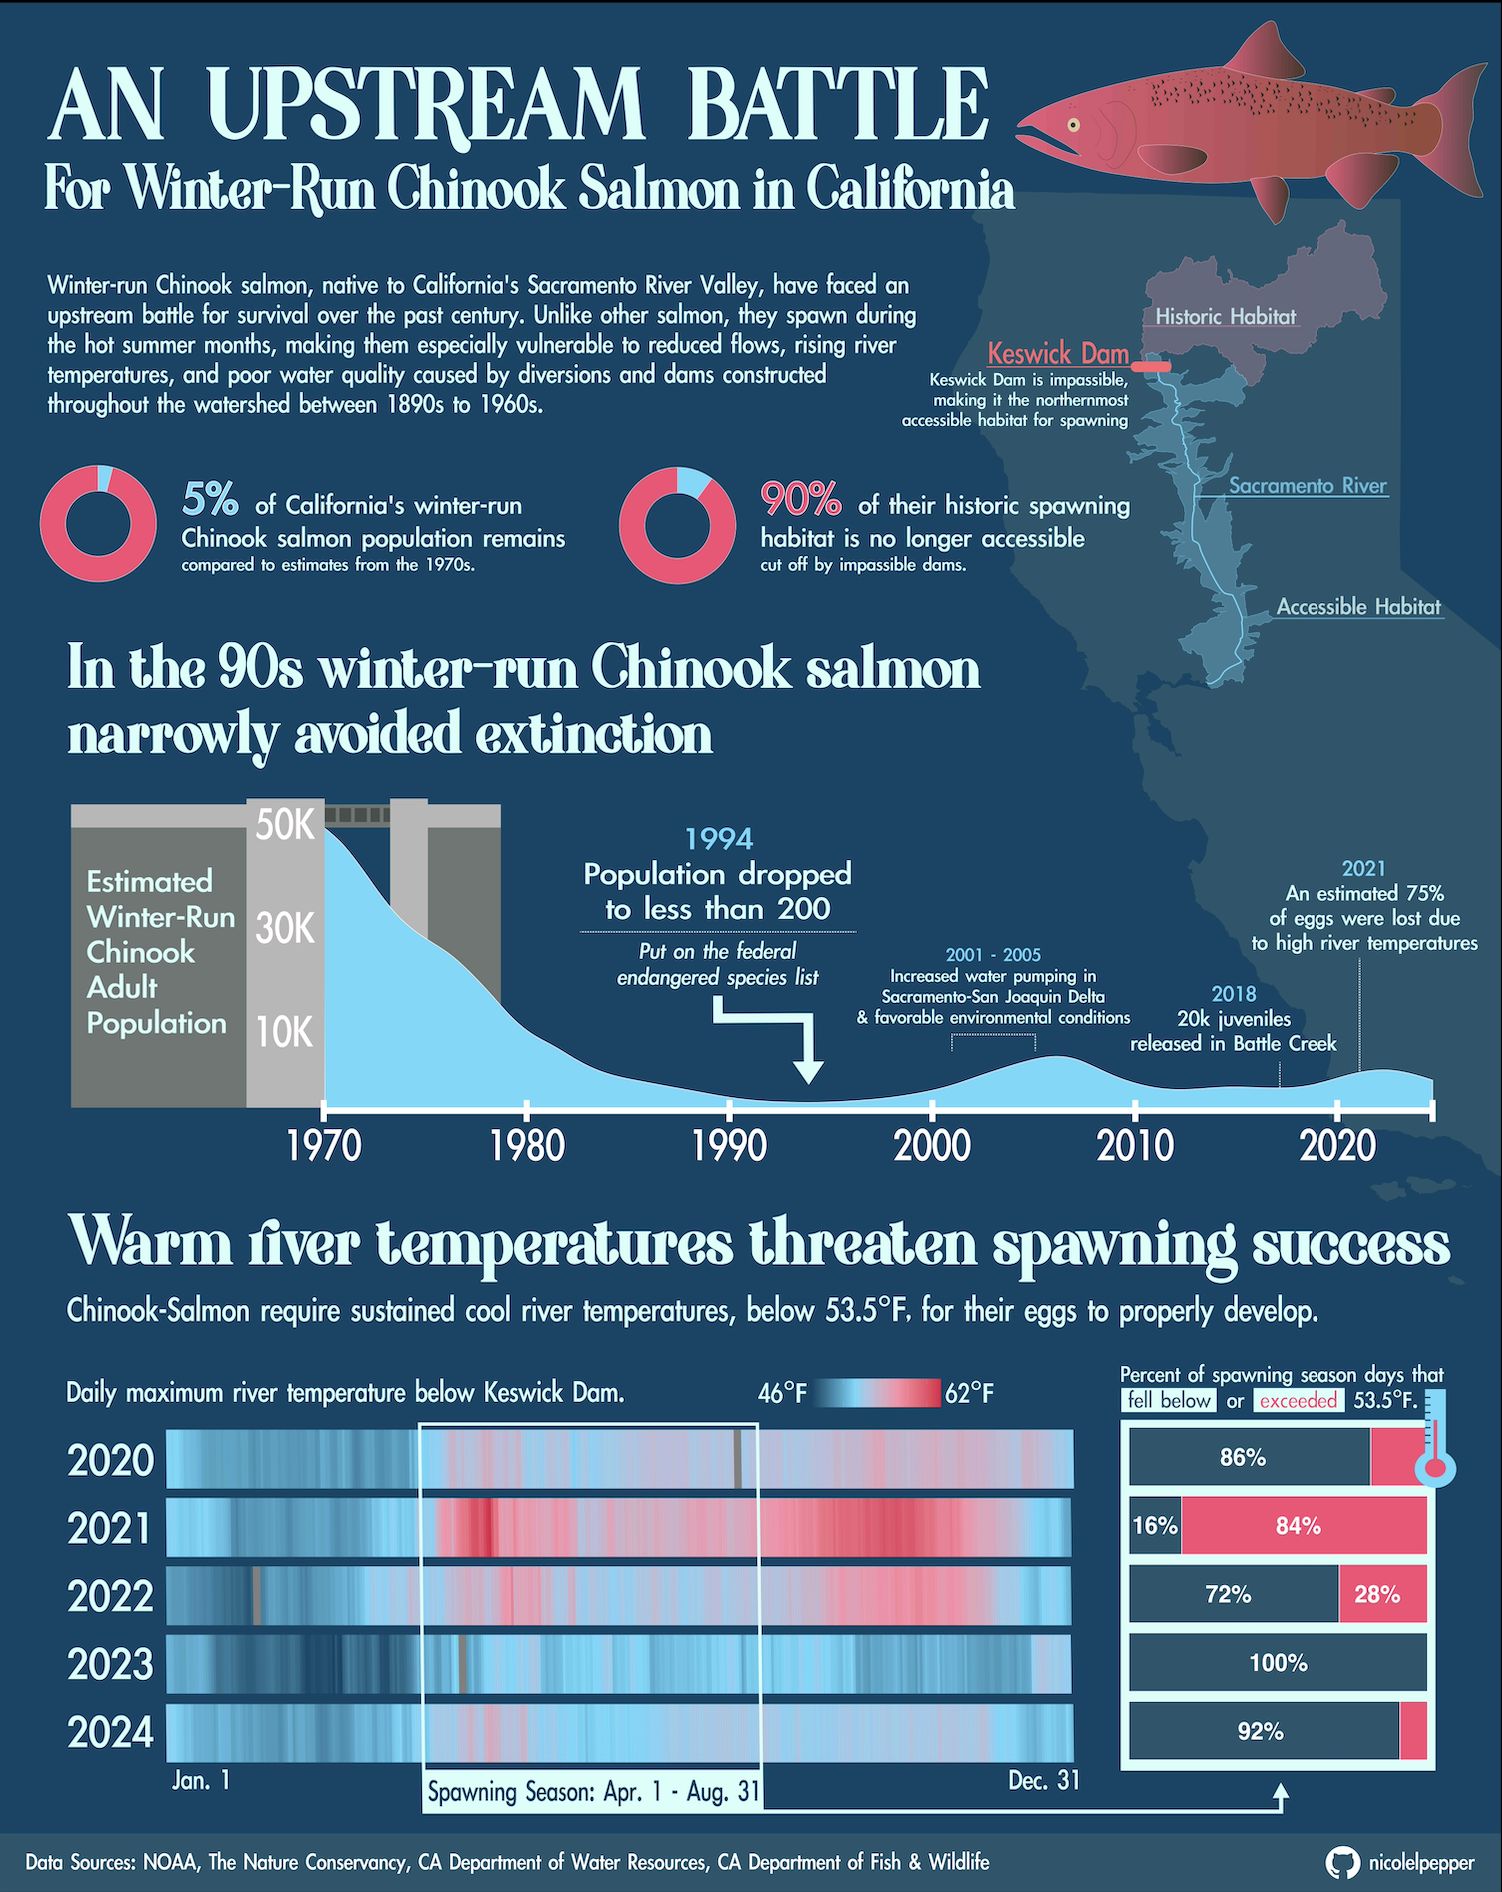 AN UPSTREAM BATTLE
For Winter-Run Chinook Salmon in California
Winter-run Chinook salmon, native to California's Sacramento River Valley, have faced an
upstream battle for survival over the past century. Unlike other salmon, they spawn during
the hot summer months, making them especially vulnerable to reduced flows, rising river
temperatures, and poor water quality caused by diversions and dams constructed
throughout the watershed between 1890s to 1960s.
Historic Habitat
Keswick Dam
Keswick Dam is impassible,
making it the northernmost
accessible habitat for spawning
Sacramento River
Accessible Habitat
5% of California's winter-run
Chinook salmon population remains
compared to estimates from the 1970s.
90% of their historic spawning
habitat is no longer accessible
cut off by impassible dams.
In the 90s winter-run Chinook salmon
narrowly avoided extinction
Estimated
Winter-Run
Chinook
Adult
Population
50K
30K
10K
1994
Population dropped
to less than 200
Put on the federal
endangered species list
2001 - 2005
Increased water pumping in
Sacramento-San Joaquin Delta
& favorable environmental conditions
2018
20k juveniles
released in Battle Creek
2021
An estimated 75%
of eggs were lost due
to high river temperatures
1970 1980 1990 2000 2010 2020
Warm river temperatures threaten spawning success
Chinook-Salmon require sustained cool river temperatures, below 53.5°F, for their eggs to properly develop.
Daily maximum river temperature below Keswick Dam.
46°F 62°F
Percent of spawning season days that
fell below or exceeded 53.5°F.
2020
86%
2021
16% 84%
2022
72% 28%
2023
100%
2024
92%
Jan. 1
Dec. 31
Spawning Season: Apr. 1 - Aug. 31
Data Sources: NOAA, The Nature Conservancy, CA Department of Water Resources, CA Department of Fish & Wildlife
nicolelpepper